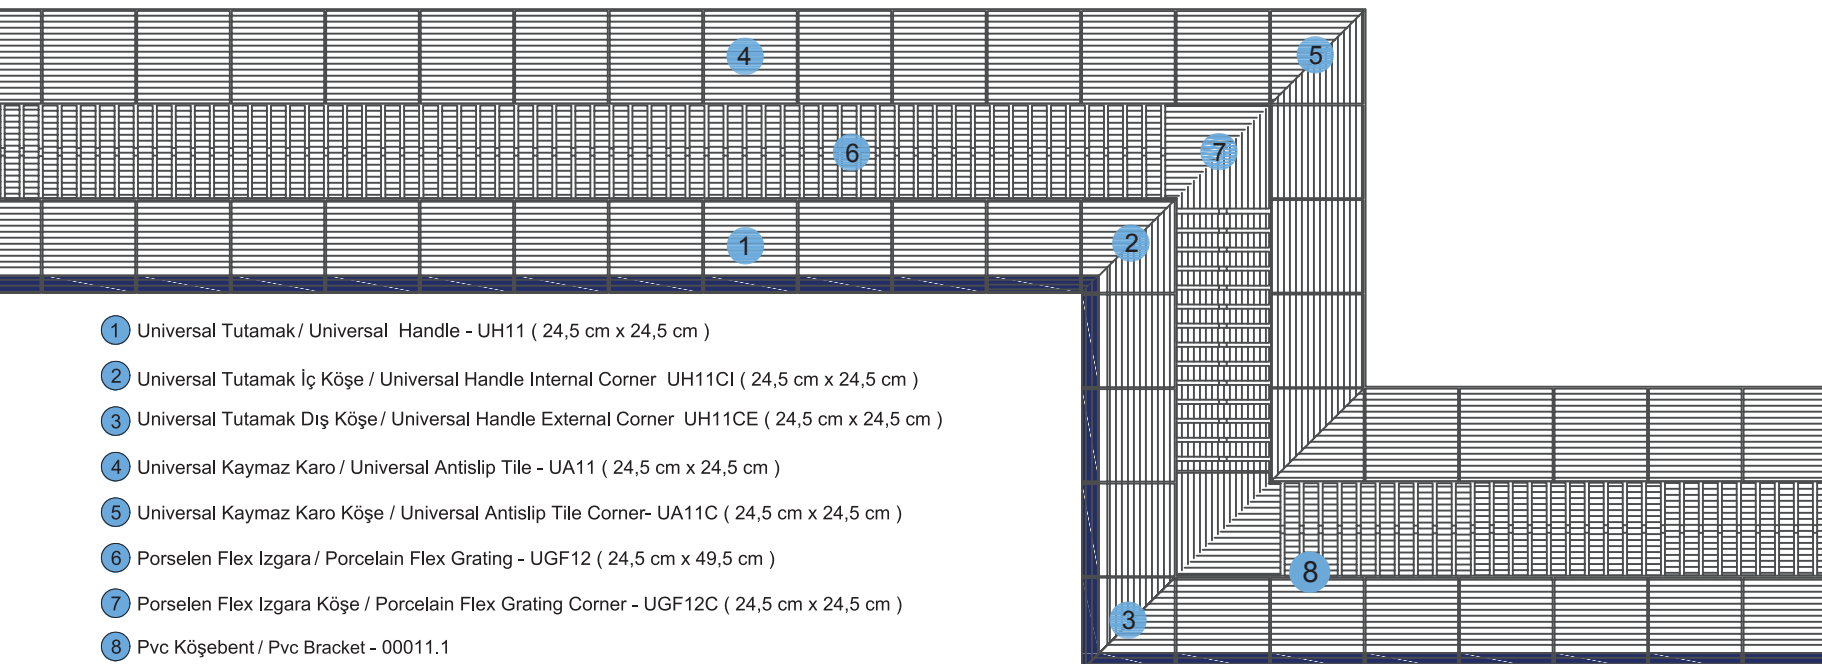 4
5
6
7
1
2
1 Universal Tutamak / Universal Handle - UH11 ( 24,5 cm x 24,5 cm )
2 Universal Tutamak İç Köşe / Universal Handle Internal Corner UH11CI ( 24,5 cm x 24,5 cm )
3 Universal Tutamak Dış Köşe / Universal Handle External Corner UH11CE ( 24,5 cm x 24,5 cm )
4 Universal Kaymaz Karo / Universal Antislip Tile - UA11 ( 24,5 cm x 24,5 cm )
5 Universal Kaymaz Karo Köşe / Universal Antislip Tile Corner- UA11C ( 24,5 cm x 24,5 cm )
6 Porselen Flex Izgara / Porcelain Flex Grating - UGF12 ( 24,5 cm x 49,5 cm )
7 Porselen Flex Izgara Köşe / Porcelain Flex Grating Corner - UGF12C ( 24,5 cm x 24,5 cm )
8 Pvc Köşebent / Pvc Bracket - 00011.1
8
3